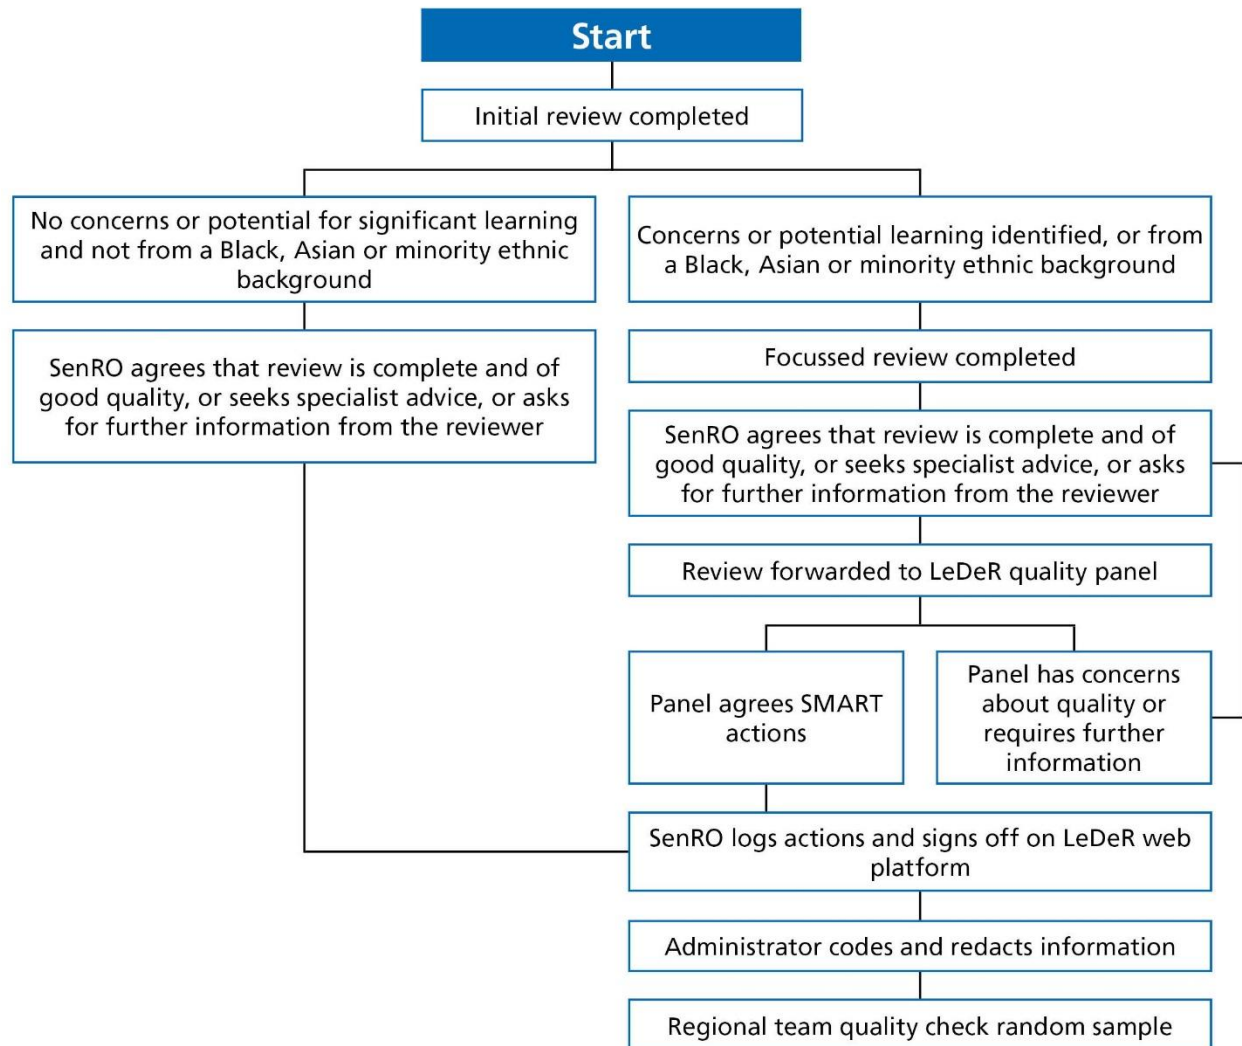 Start
Initial review completed
No concerns or potential for significant learning
and not from a Black, Asian or minority ethnic
background
Concerns or potential learning identified, or from
a Black, Asian or minority ethnic background
SenRO agrees that review is complete and of
good quality, or seeks specialist advice, or asks
for further information from the reviewer
Focussed review completed
SenRO agrees that review is complete and of
good quality, or seeks specialist advice, or asks
for further information from the reviewer
Review forwarded to LeDeR quality panel
Panel agrees SMART
actions
Panel has concerns
about quality or
requires further
information
SenRO logs actions and signs off on LeDeR web
platform
Administrator codes and redacts information
Regional team quality check random sample